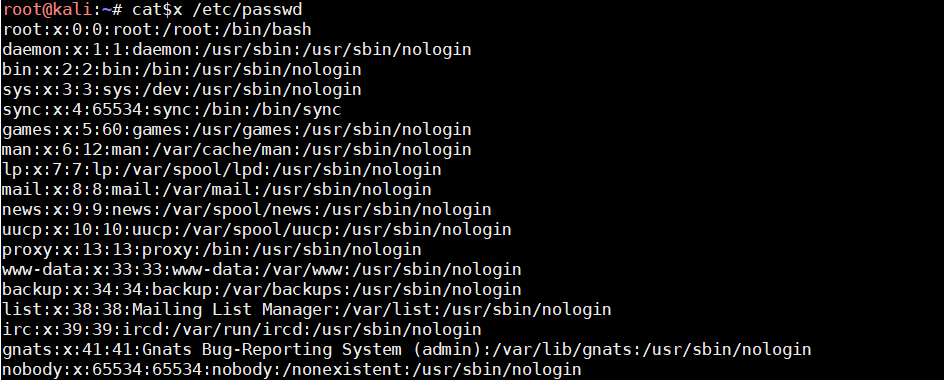 root@kali:~# cat$x /etc/passwd
root:x:0:0:root:/root:/bin/bash
daemon:x:1:1:daemon:/usr/sbin:/usr/sbin/nologin
bin:x:2:2:bin:/bin:/usr/sbin/nologin
sys:x:3:3:sys:/dev:/usr/sbin/nologin
sync:x:4:65534:sync:/bin:/bin/sync
games:x:5:60:games:/usr/games:/usr/sbin/nologin
man:x:6:12:man:/var/cache/man:/usr/sbin/nologin
lp:x:7:7:lp:/var/spool/lpd:/usr/sbin/nologin
mail:x:8:8:mail:/var/mail:/usr/sbin/nologin
news:x:9:9:news:/var/spool/news:/usr/sbin/nologin
uucp:x:10:10:uucp:/var/spool/uucp:/usr/sbin/nologin
proxy:x:13:13:proxy:/bin:/usr/sbin/nologin
www-data:x:33:33:www-data:/var/www:/usr/sbin/nologin
backup:x:34:34:backup:/var/backups:/usr/sbin/nologin
list:x:38:38:Mailing List Manager:/var/list:/usr/sbin/nologin
irc:x:39:39:ircd:/var/run/ircd:/usr/sbin/nologin
gnats:x:41:41:Gnats Bug-Reporting System (admin):/var/lib/gnats:/usr/sbin/nologin
nobody:x:65534:65534:nobody:/nonexistent:/usr/sbin/nologin